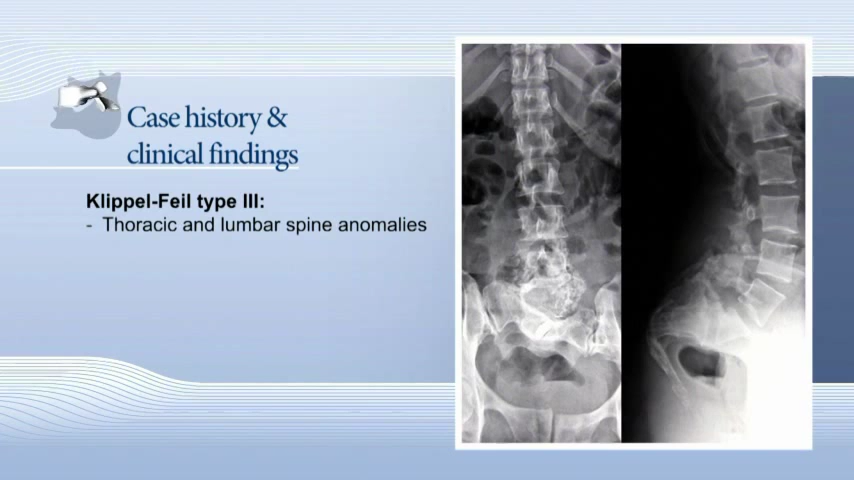 Case history &
clinical findings
Klippel-Feil type III:
- Thoracic and lumbar spine anomalies